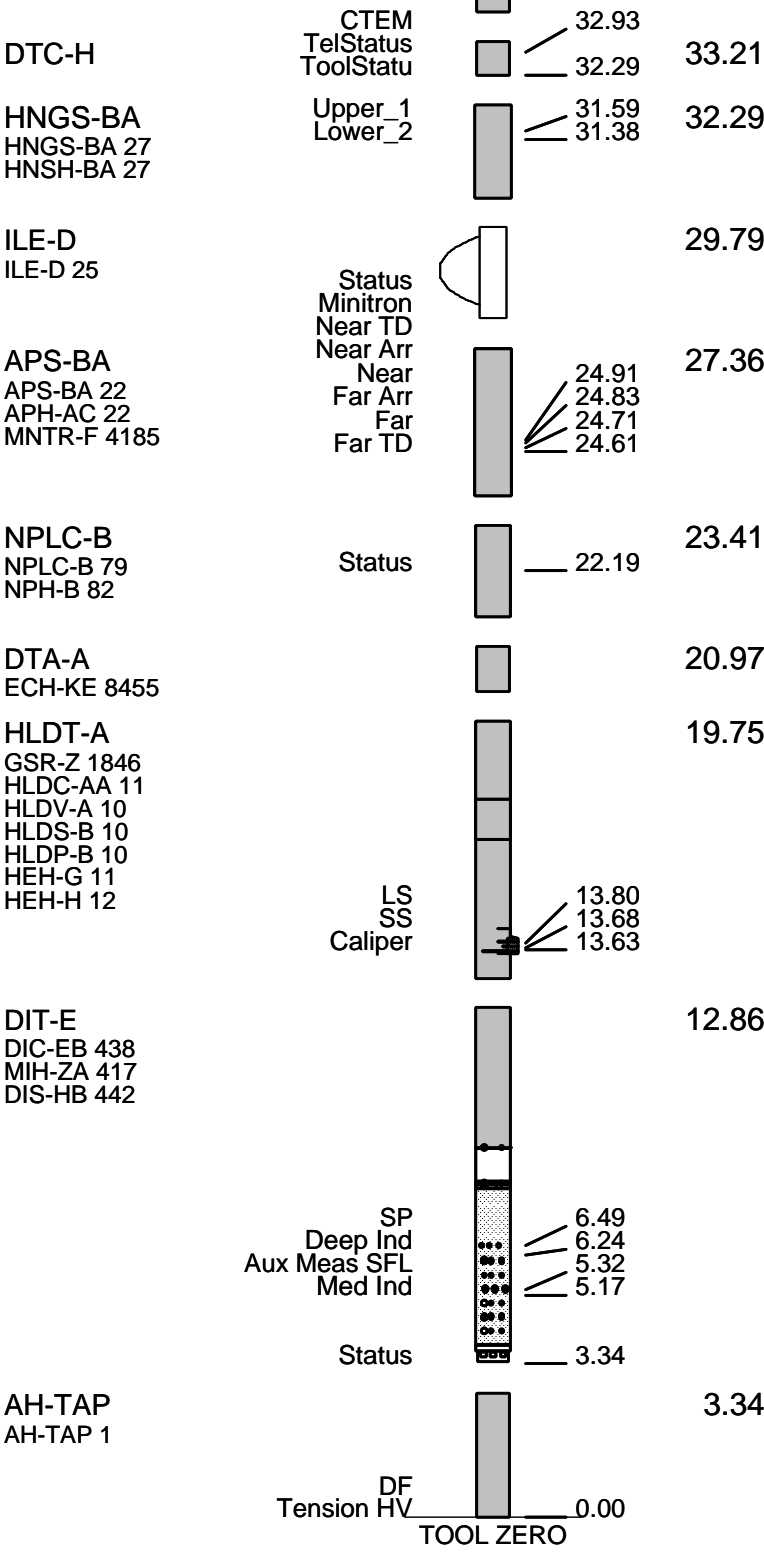 CTEM 32.93
DTC-H TelStatus 33.21
ToolStatu 32.29
HNGS-BA Upper_1 31.59 32.29
HNGS-BA 27 Lower_2 31.38
HNSH-BA 27
ILE-D 29.79
ILE-D 25
Status
Minitron
Near TD
APS-BA Near Arr 27.36
APS-BA 22 Near 24.91
APH-AC 22 Far Arr 24.83
MNTR-F 4185 Far 24.71
Far TD 24.61
NPLC-B 23.41
NPLC-B 79 Status 22.19
NPH-B 82
DTA-A 20.97
ECH-KE 8455
HLDT-A 19.75
GSR-Z 1846
HLDC-AA 11
HLDV-A 10
HLDS-B 10
HLDP-B 10
HEH-G 11
HEH-H 12 LS 13.80
SS 13.68
Caliper 13.63
DIT-E 12.86
DIC-EB 438
MIH-ZA 417
DIS-HB 442
SP 6.49
Deep Ind 6.24
Aux Meas SFL 5.32
Med Ind 5.17
Status 3.34
AH-TAP 3.34
AH-TAP 1
DF
Tension HV 0.00
TOOL ZERO